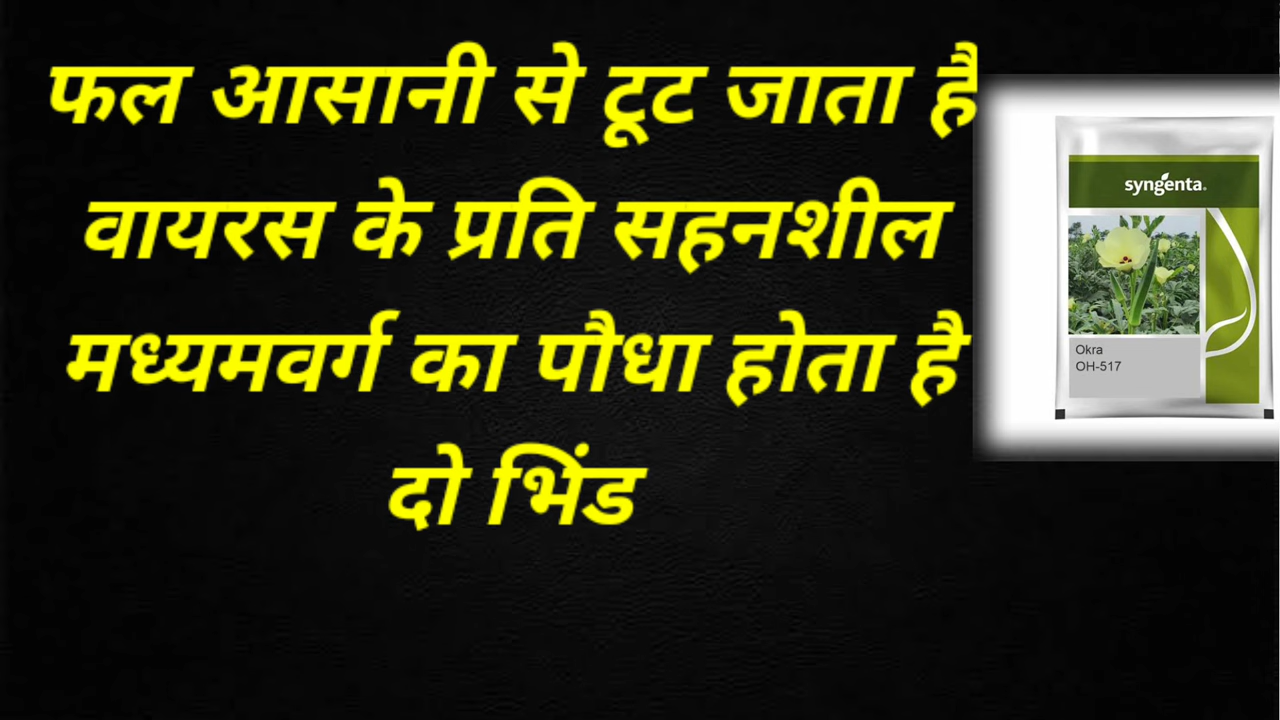 फल आसानी से टूट जाता है
वायरस के प्रति सहनशील
मध्यमवर्ग का पौधा होता है
दो भिंड
syngenta
Okra
OH-517